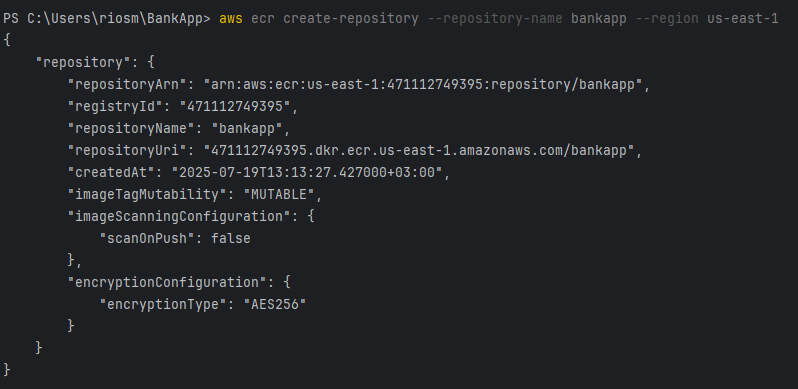 PS C:\Users\riosm\BankApp> aws ecr create-repository --repository-name bankapp --region us-east-1
{
    "repository": {
        "repositoryArn": "arn:aws:ecr:us-east-1:471112749395:repository/bankapp",
        "registryId": "471112749395",
        "repositoryName": "bankapp",
        "repositoryUri": "471112749395.dkr.ecr.us-east-1.amazonaws.com/bankapp",
        "createdAt": "2025-07-19T13:13:27.427000+03:00",
        "imageTagMutability": "MUTABLE",
        "imageScanningConfiguration": {
            "scanOnPush": false
        },
        "encryptionConfiguration": {
            "encryptionType": "AES256"
        }
    }
}